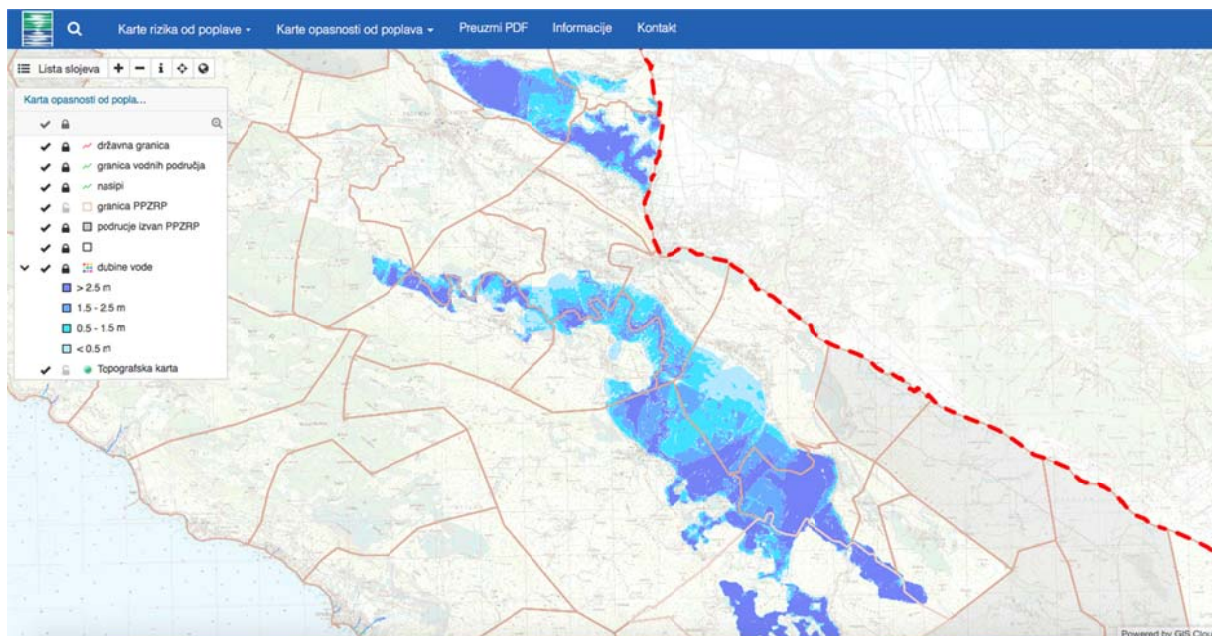 Karte rizika od poplave Karte opasnosti od poplava Preuzmi PDF Informacije Kontakt
Lista slojeva + − i
Karta opasnosti od popla...
državna granica
granica vodnih područja
nasipi
granica PPZRP
podrucje izvan PPZRP
dubine vode
> 2.5 m
1.5 - 2.5 m
0.5 - 1.5 m
< 0.5 m
Topografska karta
Powered by GIS Clou